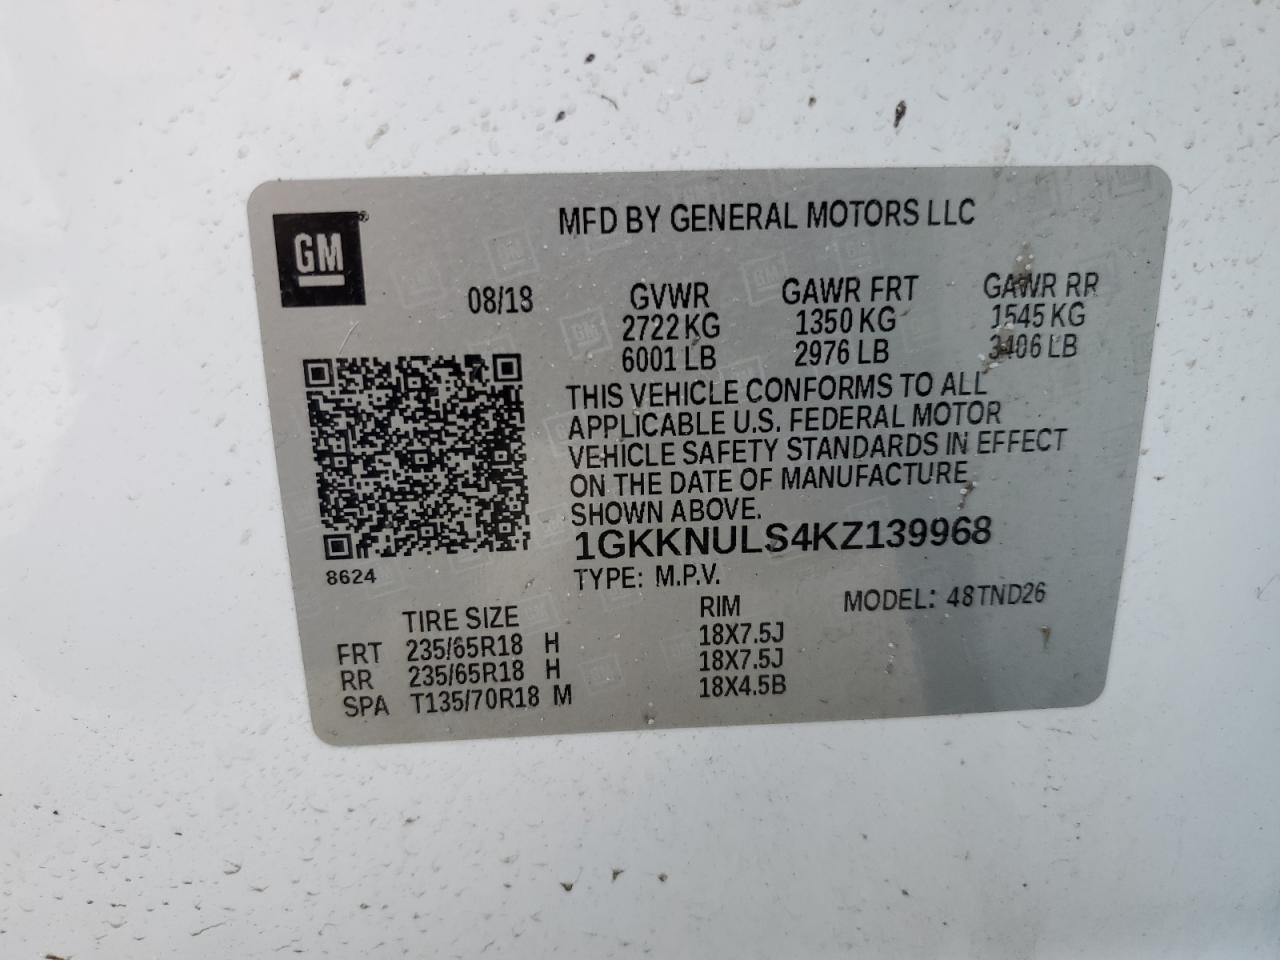 MFD BY GENERAL MOTORS LLC
GM
08/18
GVWR GAWR FRT GAWR RR
2722 KG 1350 KG 1545 KG
6001 LB 2976 LB 3406 LB
THIS VEHICLE CONFORMS TO ALL
APPLICABLE U.S. FEDERAL MOTOR
VEHICLE SAFETY STANDARDS IN EFFECT
ON THE DATE OF MANUFACTURE
SHOWN ABOVE.
1GKKNULS4KZ139968
8624
TYPE: M.P.V.
MODEL: 48TND26
TIRE SIZE RIM
FRT 235/65R18 H 18X7.5J
RR 235/65R18 H 18X7.5J
SPA T135/70R18 M 18X4.5B